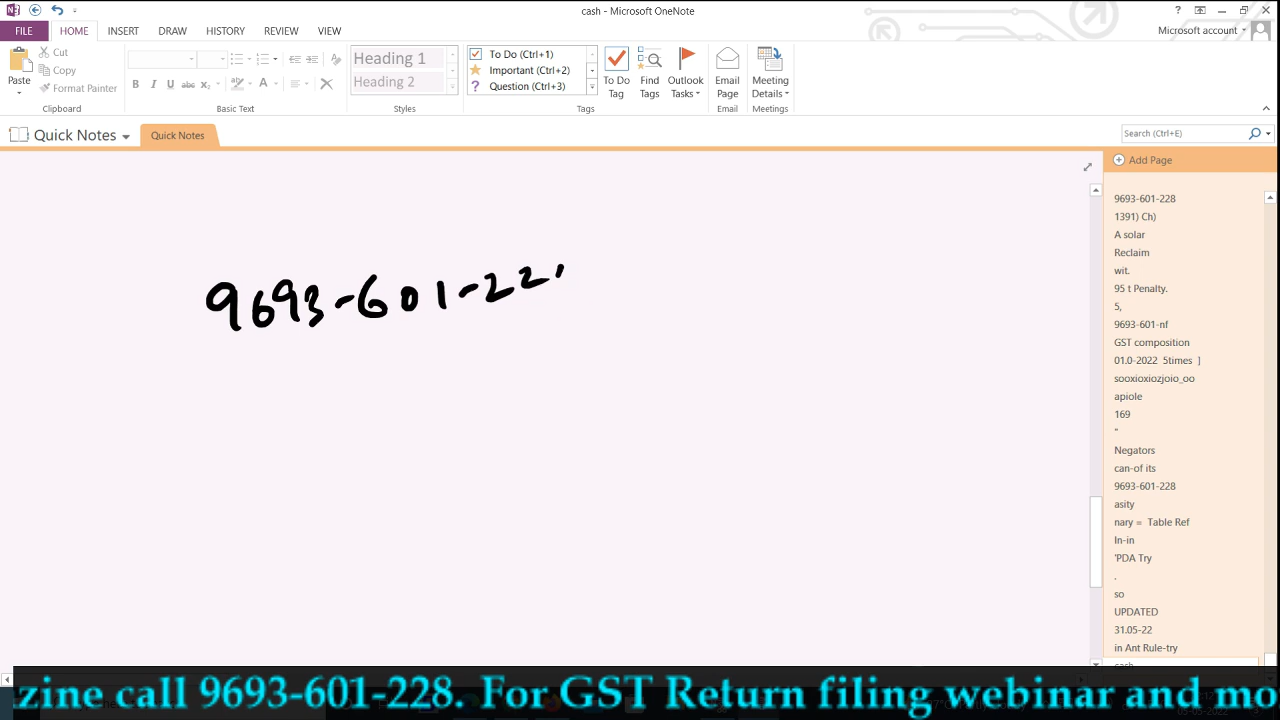 cash - Microsoft OneNote
FILE HOME INSERT DRAW HISTORY REVIEW VIEW
Microsoft account
Paste
Cut
Copy
Format Painter
Clipboard
B I U abc
Basic Text
Heading 1
Heading 2
Styles
To Do (Ctrl+1)
Important (Ctrl+2)
Question (Ctrl+3)
To Do Tag
Find Tags
Outlook Tasks
Tags
Email Page
Email
Meeting Details
Meetings
Quick Notes
Quick Notes
Search (Ctrl+E)
Add Page
9693-601-228
1391) Ch)
A solar
Reclaim
wit.
95 t Penalty.
5,
9693-601-nf
GST composition
01.0-2022 5times ]
sooxioxiozjoio_oo
apiole
169
"
Negators
can-of its
9693-601-228
asity
nary = Table Ref
In-in
'PDA Try
.
so
UPDATED
31.05-22
in Ant Rule-try
cash
9693-601-22
zine call 9693-601-228. For GST Return filing webinar and mo